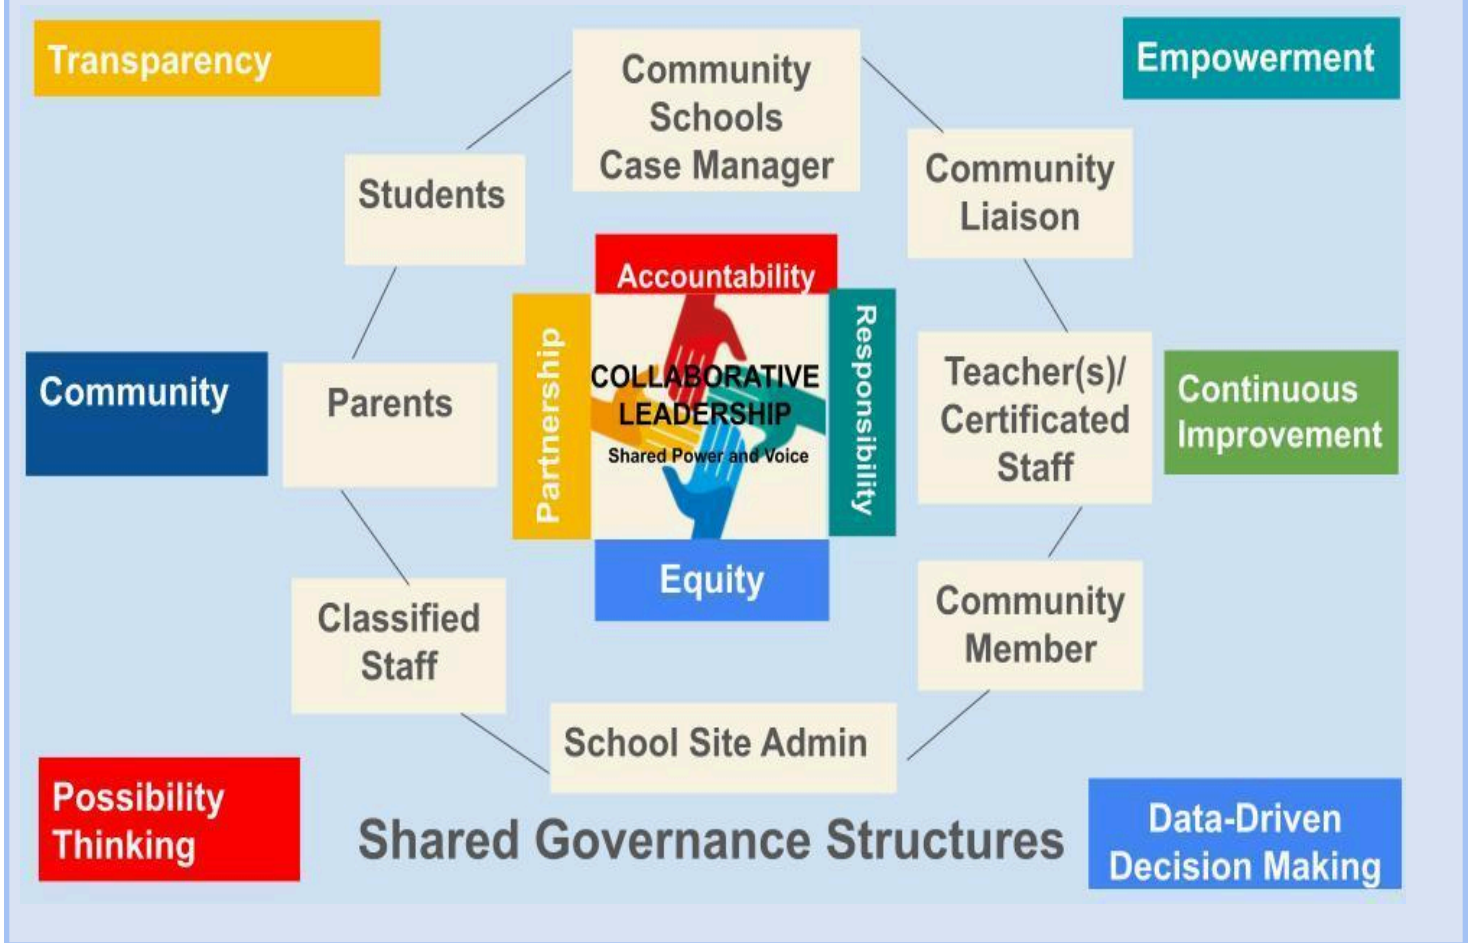 Transparency
Empowerment
Community
Schools
Case Manager
Students
Community
Liaison
Accountability
Partnership
COLLABORATIVE
LEADERSHIP
Shared Power and Voice
Responsibility
Equity
Community
Parents
Teacher(s)/
Certificated
Staff
Continuous
Improvement
Classified
Staff
Community
Member
School Site Admin
Possibility
Thinking
Shared Governance Structures
Data-Driven
Decision Making